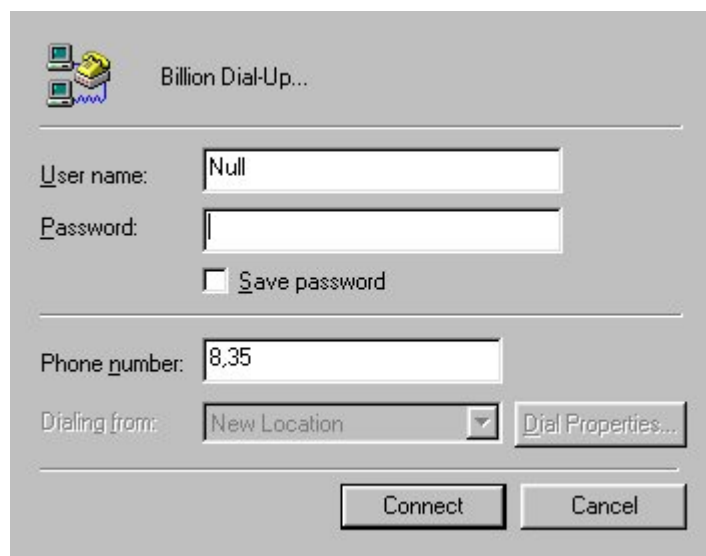 Billion Dial-Up...
User name: Null
Password:
Save password
Phone number: 8,35
Dialing from: New Location Dial Properties...
Connect Cancel